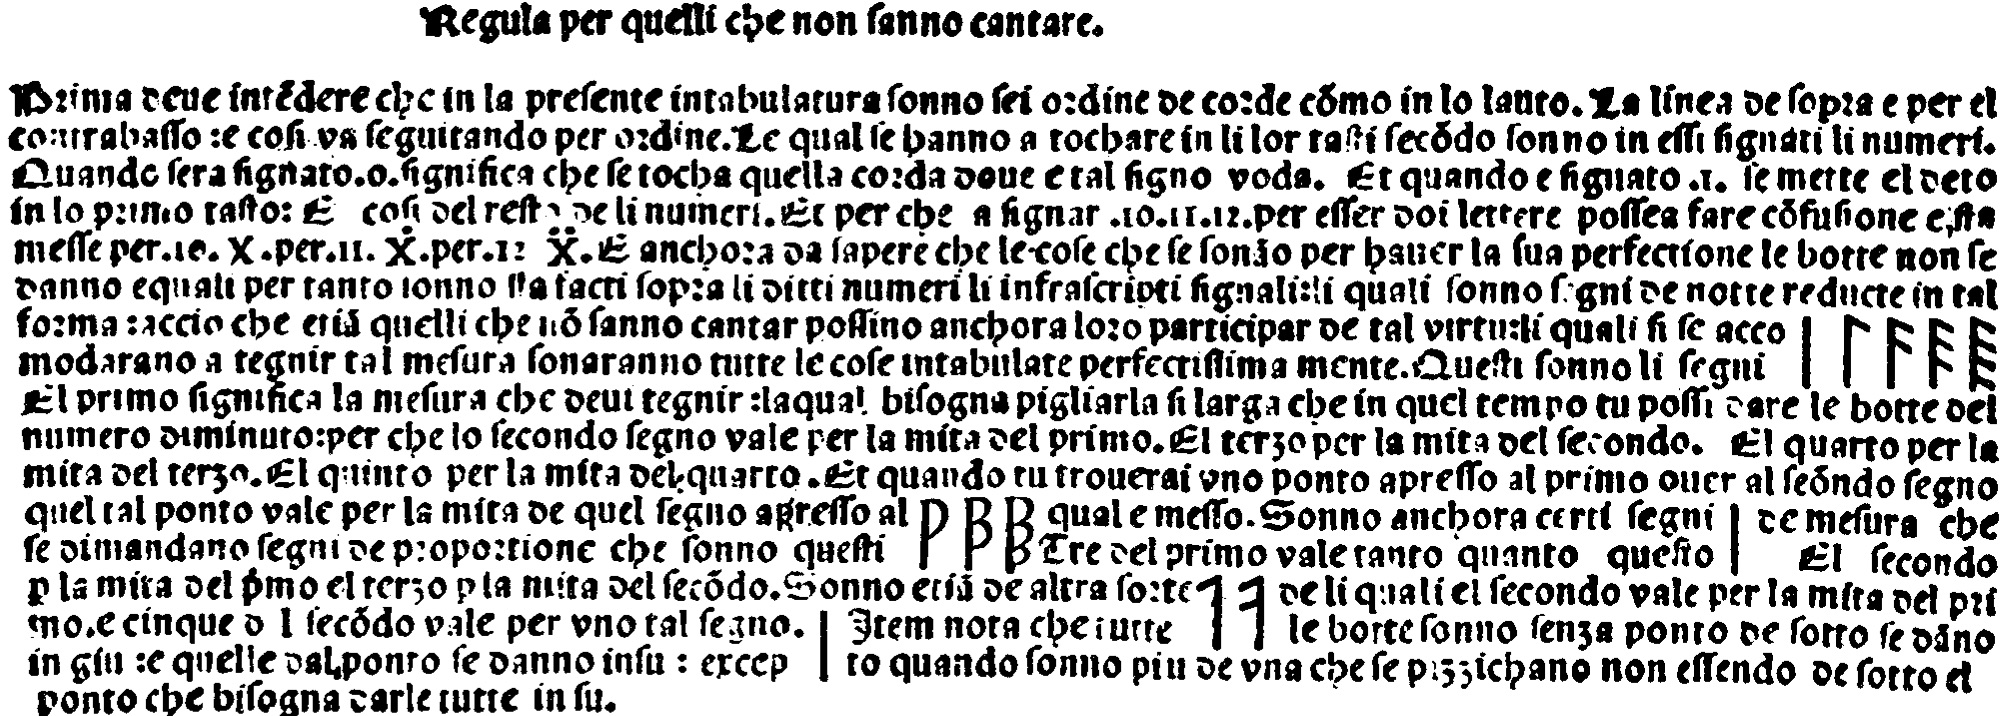 Regula per quelli che non ſanno cantare.
Prima deue intẽdere che in la preſente intabulatura ſonno ſei ordine de corde cõmo in lo lauto. La linea de ſopra e per el
contrabaſſo :e coſi va ſeguitando per ordine. Le qual ſe hanno a tochare in li lor taſti ſecõdo ſonno in eſſi ſignati li numeri.
Quando ſera ſignato .o. ſignifica che ſe tocha quella corda doue e tal ſigno voda. Et quando e ſignato .1. ſe mette el deto
in lo primo taſto: E coſi del reſto de li numeri. Et per che a ſignar .10.11.12. per eſſer doi lettere poſſea fare cõfuſione e ſta
meſſe per .10. X .per .11. Ẋ .per .12 Ẍ. E anchora da ſapere che le coſe che ſe ſonão per hauer la ſua perfectione le botte non ſe
danno equali per tanto ſonno ſta facti ſopra li ditti numeri li infraſcripti ſignali:li quali ſonno ſegni de notte reducte in tal
forma :accio che etiã quelli che nõ ſanno cantar poſſino anchora loro participar de tal virtu:li quali ſi ſe acco
modarano a tegnir tal meſura ſonaranno tutte le coſe intabulate perfectiſſima mente. Queſti ſonno li ſegni
El primo ſignifica la meſura che deui tegnir :laqual biſogna pigliarla ſi larga che in quel tempo tu poſſi dare le botte del
numero diminuto:per che lo ſecondo ſegno vale per la mita del primo. El terzo per la mita del ſecondo. El quarto per la
mita del terzo. El quinto per la mita del quarto. Et quando tu trouerai vno ponto apreſſo al primo ouer al ſeõndo ſegno
quel tal ponto vale per la mita de quel ſegno apreſſo al qual e meſſo. Sonno anchora certi ſegni de meſura che
ſe dimandano ſegni de proportione che ſonno queſti Tre del primo vale tanto quanto queſto El ſecondo
ꝑ la mita del p̃mo el terzo ꝑ la mita del ſecõdo. Sonno etiã de altra ſorte de li quali el ſecondo vale per la mita del pri
mo. e cinque d l ſecõdo vale per vno tal ſegno. Item nota che tutte le botte ſonno ſenza ponto de ſotto ſe dãno
in giu :e quelle dal ponto ſe danno inſu : excep to quando ſonno piu de vna che ſe pizzichano non eſſendo de ſotto el
ponto che biſogna darle tutte in ſu.